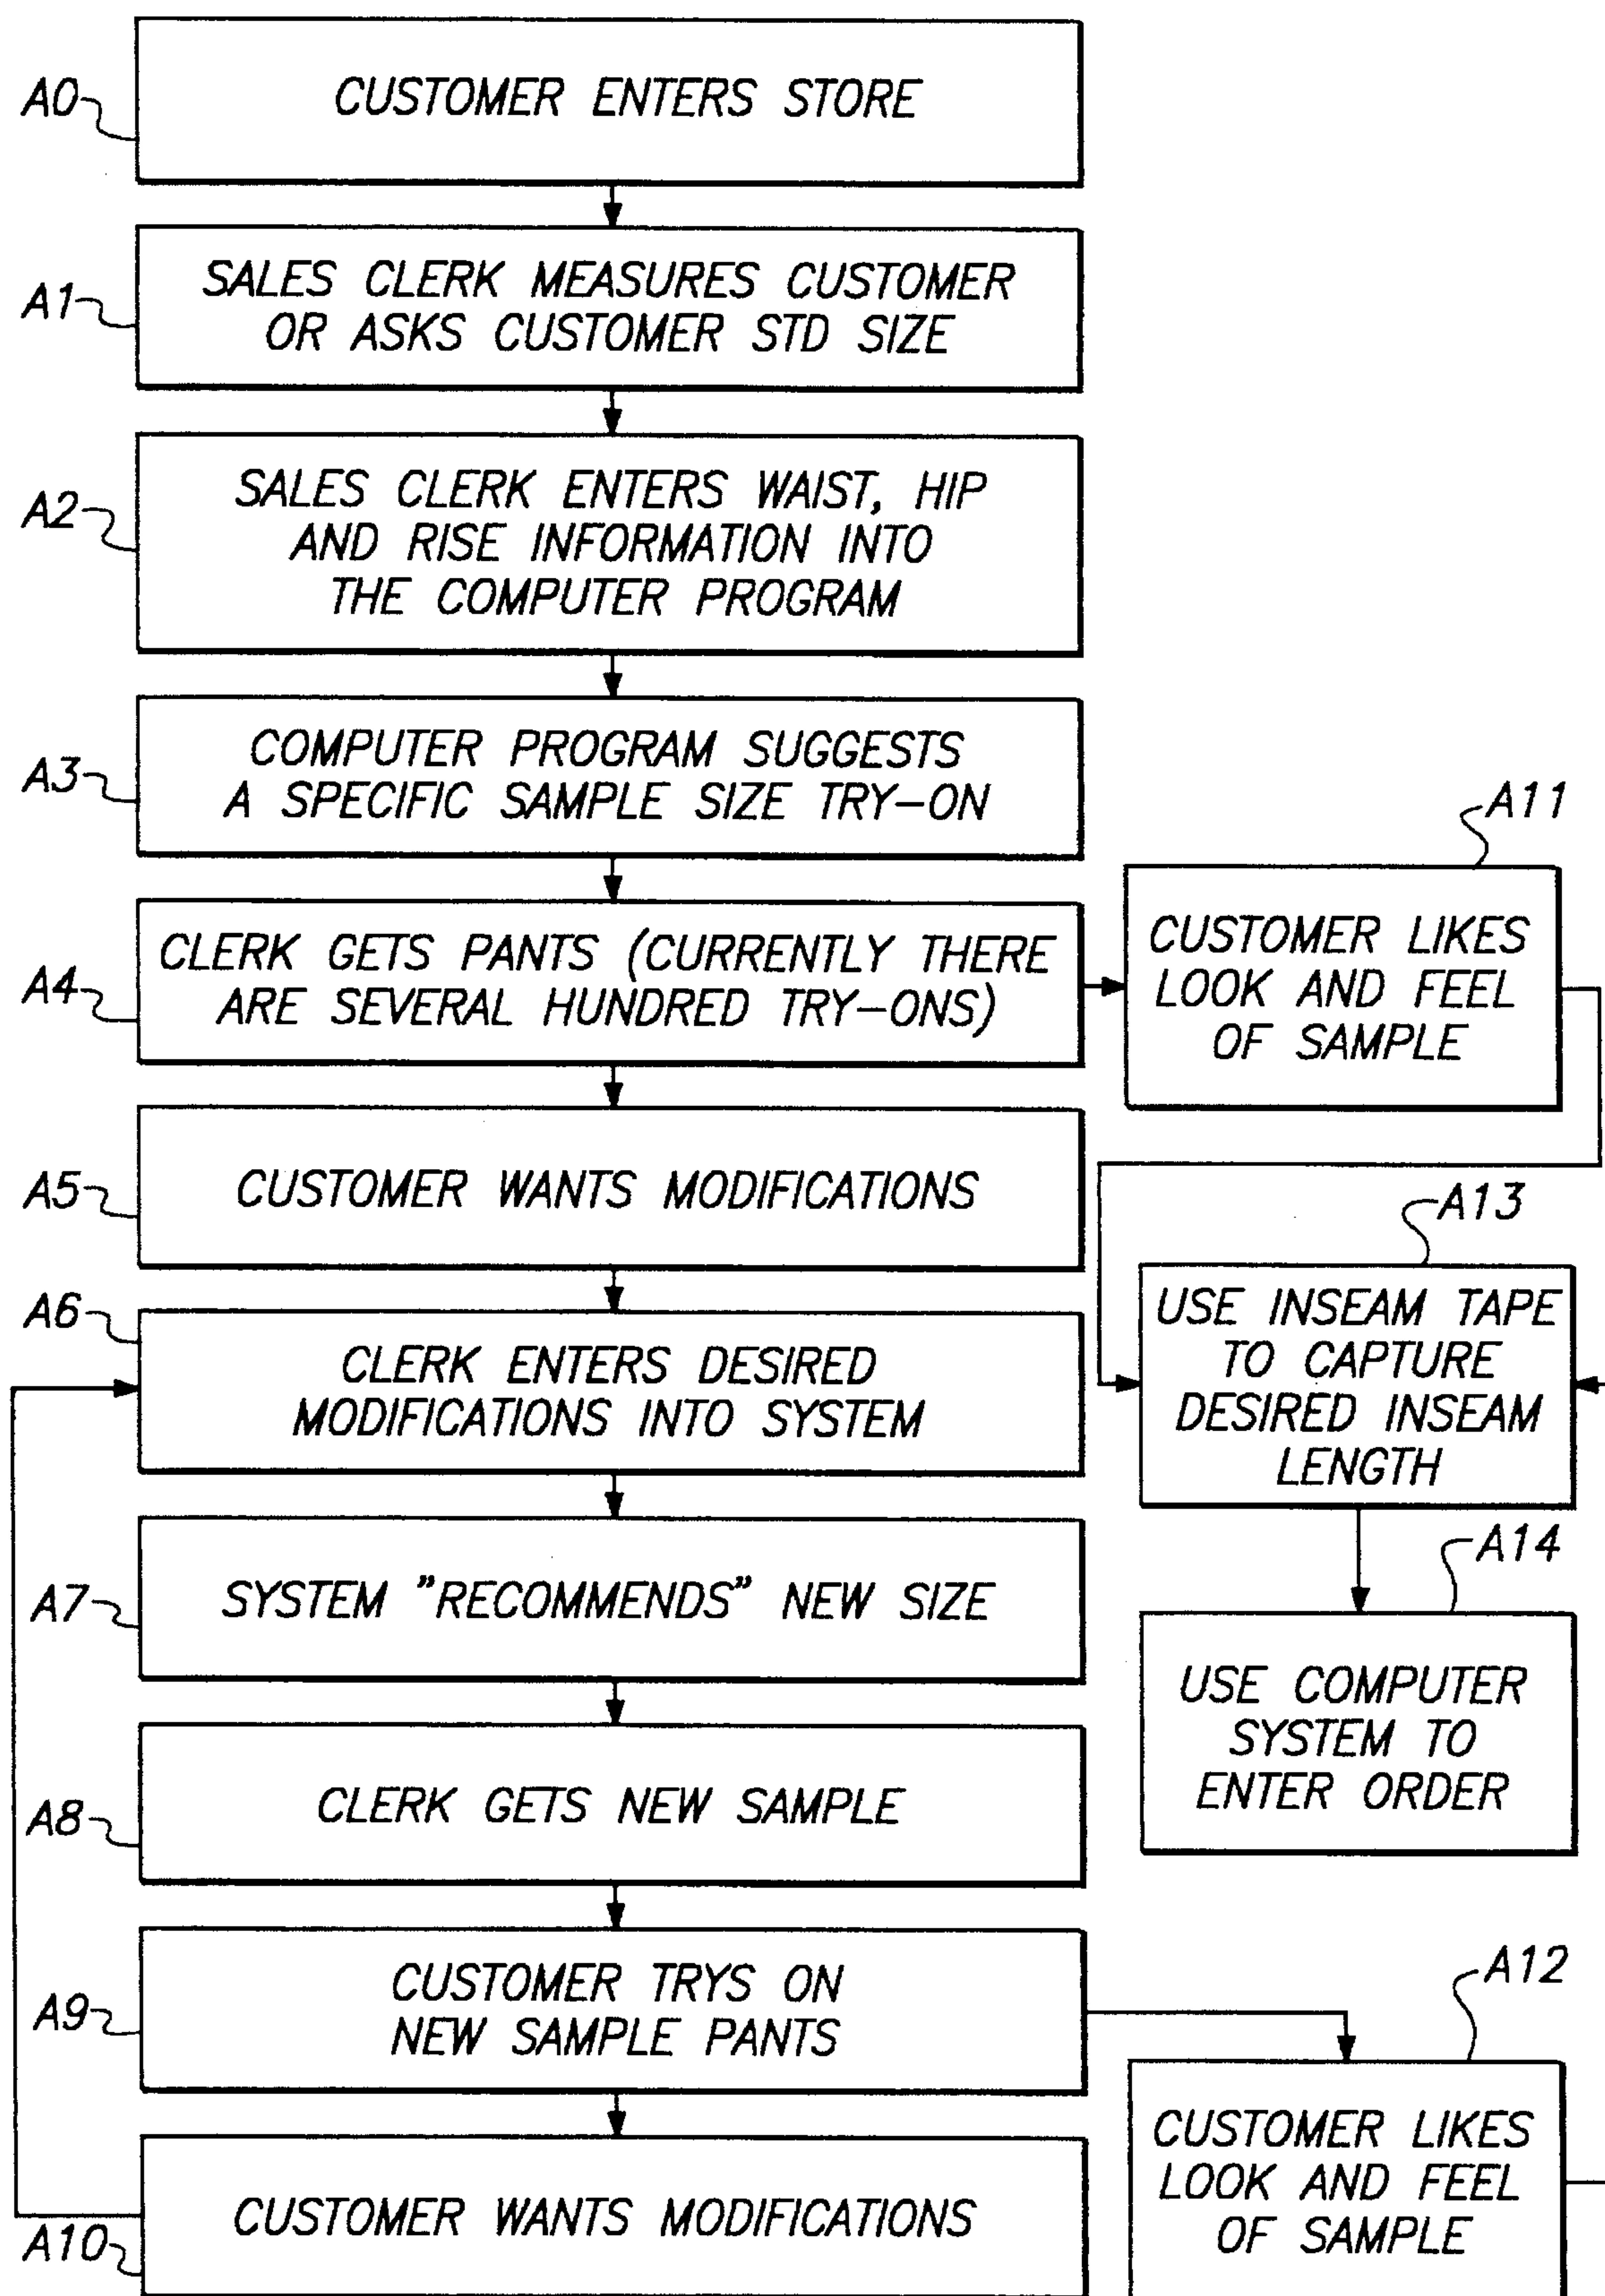 A0
CUSTOMER ENTERS STORE
A1
SALES CLERK MEASURES CUSTOMER
OR ASKS CUSTOMER STD SIZE
A2
SALES CLERK ENTERS WAIST, HIP
AND RISE INFORMATION INTO
THE COMPUTER PROGRAM
A3
COMPUTER PROGRAM SUGGESTS
A SPECIFIC SAMPLE SIZE TRY-ON
A4
CLERK GETS PANTS (CURRENTLY THERE
ARE SEVERAL HUNDRED TRY-ONS)
A11
CUSTOMER LIKES
LOOK AND FEEL
OF SAMPLE
A5
CUSTOMER WANTS MODIFICATIONS
A6
CLERK ENTERS DESIRED
MODIFICATIONS INTO SYSTEM
A13
USE INSEAM TAPE
TO CAPTURE
DESIRED INSEAM
LENGTH
A7
SYSTEM "RECOMMENDS" NEW SIZE
A14
USE COMPUTER
SYSTEM TO
ENTER ORDER
A8
CLERK GETS NEW SAMPLE
A9
CUSTOMER TRYS ON
NEW SAMPLE PANTS
A12
CUSTOMER LIKES
LOOK AND FEEL
OF SAMPLE
A10
CUSTOMER WANTS MODIFICATIONS